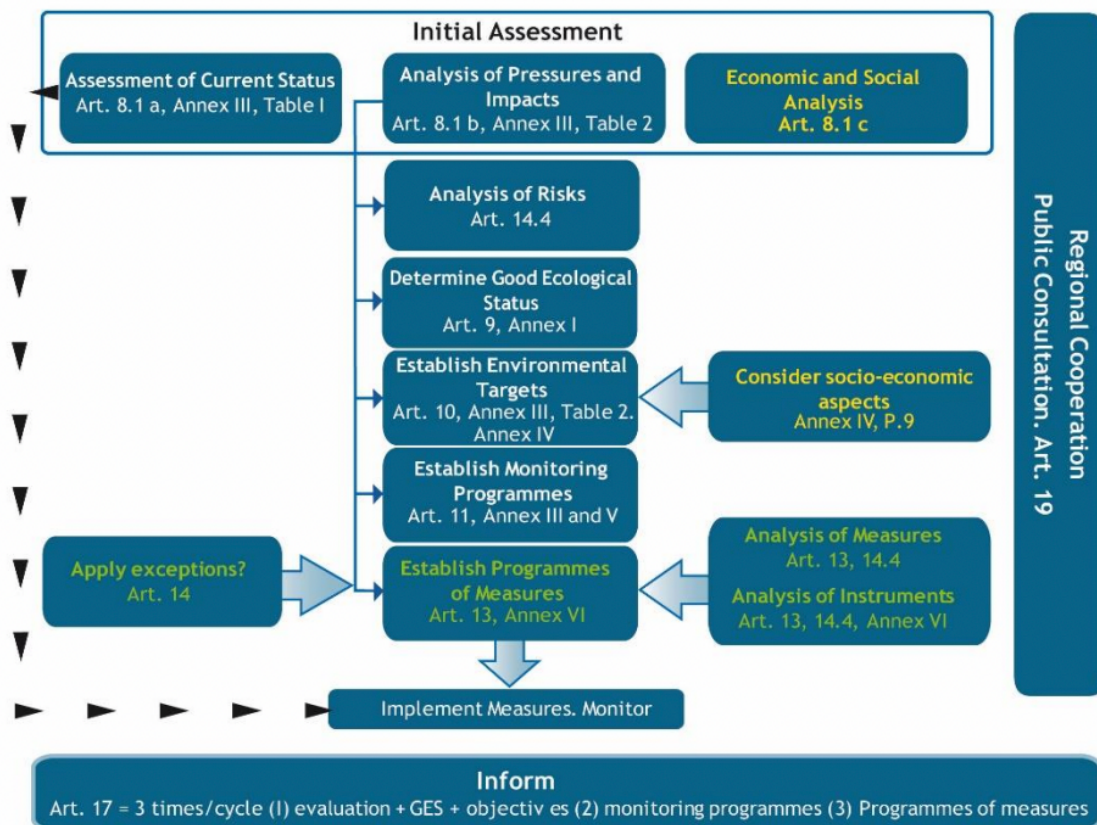 Initial Assessment
Assessment of Current Status
Art. 8.1 a, Annex III, Table I
Analysis of Pressures and
Impacts
Art. 8.1 b, Annex III, Table 2
Economic and Social
Analysis
Art. 8.1 c
Analysis of Risks
Art. 14.4
Determine Good Ecological
Status
Art. 9, Annex I
Establish Environmental
Targets
Art. 10, Annex III, Table 2.
Annex IV
Consider socio-economic
aspects
Annex IV, P.9
Establish Monitoring
Programmes
Art. 11, Annex III and V
Apply exceptions?
Art. 14
Establish Programmes
of Measures
Art. 13, Annex VI
Analysis of Measures
Art. 13, 14.4
Analysis of Instruments
Art. 13, 14.4, Annex VI
Implement Measures. Monitor
Regional Cooperation
Public Consultation. Art. 19
Inform
Art. 17 = 3 times/cycle (I) evaluation + GES + objectiv es (2) monitoring programmes (3) Programmes of measures